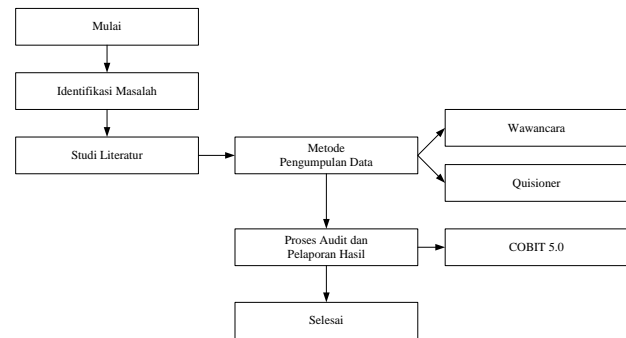 Mulai
Identifikasi Masalah
Studi Literatur
Metode
Pengumpulan Data
Wawancara
Quisioner
Proses Audit dan
Pelaporan Hasil
COBIT 5.0
Selesai